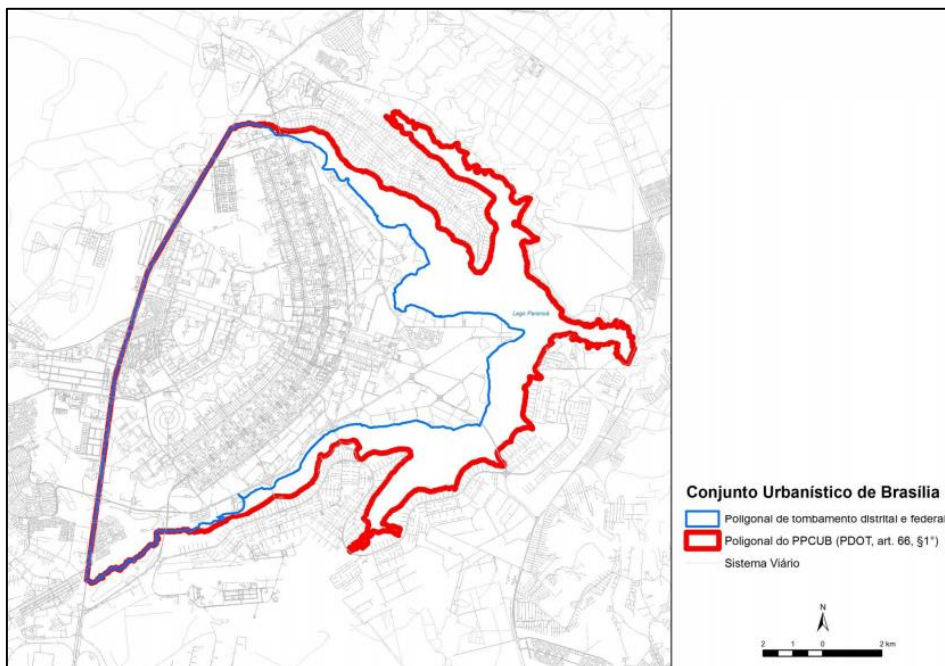 Lago Paranoá
Conjunto Urbanístico de Brasília
Poligonal de tombamento distrital e federal
Poligonal do PPCUB (PDOT, art. 66, §1°)
Sistema Viário
N
2 1 0 2 km